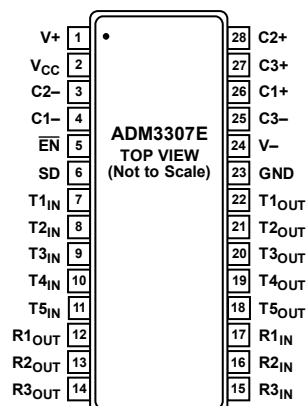 V+ 1 28 C2+
VCC 2 27 C3+
C2– 3 26 C1+
C1– 4 25 C3–
EN 5 24 V–
SD 6 23 GND
T1IN 7 22 T1OUT
T2IN 8 21 T2OUT
T3IN 9 20 T3OUT
T4IN 10 19 T4OUT
T5IN 11 18 T5OUT
R1OUT 12 17 R1IN
R2OUT 13 16 R2IN
R3OUT 14 15 R3IN
ADM3307E
TOP VIEW
(Not to Scale)